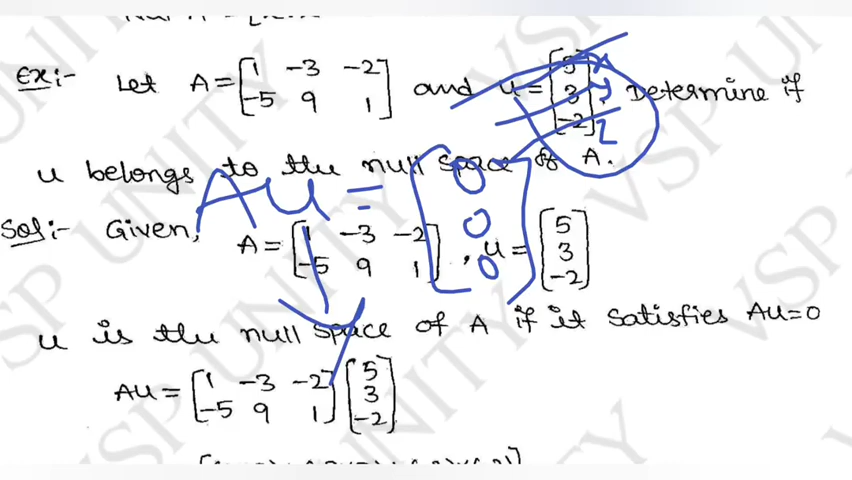 Ex:- Let A = [1 -3 -2; -5 9 1] and u = [5; 3; -2]. Determine if
u belongs to the null space of A.
AU = [0; 0; 0]
Sol:- Given, A = [1 -3 -2; -5 9 1], u = [5; 3; -2]
u is the null space of A if it satisfies Au=0
AU = [1 -3 -2; -5 9 1] [5; 3; -2]
VSP UNITY